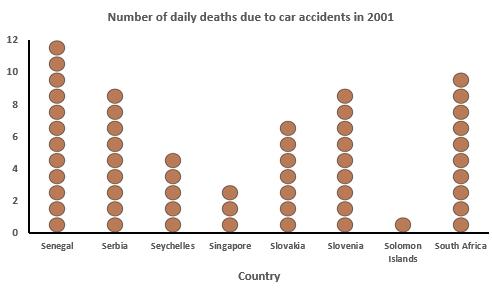 Number of daily deaths due to car accidents in 2001
12
10
8
6
4
2
0
Senegal
Serbia
Seychelles
Singapore
Slovakia
Slovenia
Solomon
Islands
South Africa
Country